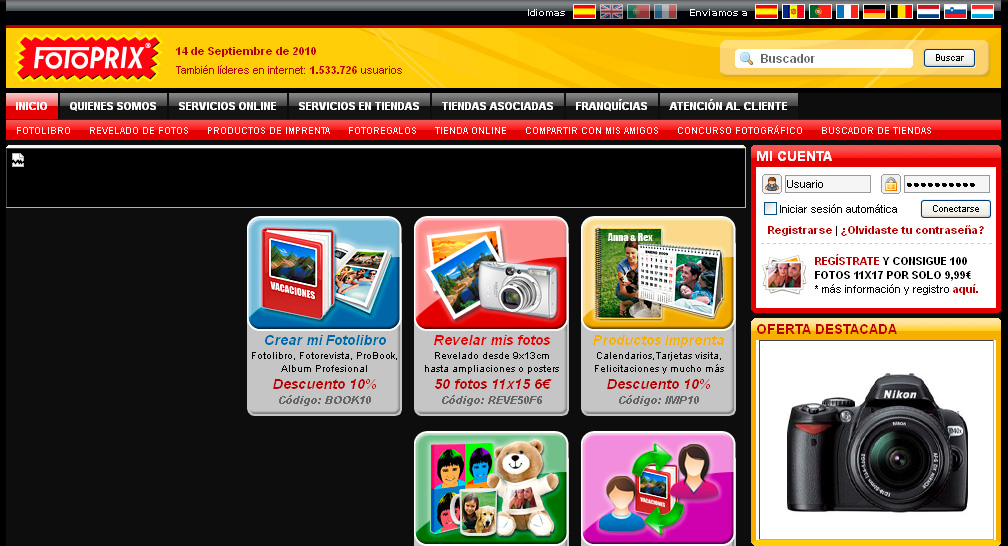 Idiomas
Enviamos a
FOTOPRIX®
14 de Septiembre de 2010
También líderes en internet: 1.533.726 usuarios
Buscador
Buscar
INICIO
QUIENES SOMOS
SERVICIOS ONLINE
SERVICIOS EN TIENDAS
TIENDAS ASOCIADAS
FRANQUÍCIAS
ATENCIÓN AL CLIENTE
FOTOLIBRO
REVELADO DE FOTOS
PRODUCTOS DE IMPRENTA
FOTOREGALOS
TIENDA ONLINE
COMPARTIR CON MIS AMIGOS
CONCURSO FOTOGRÁFICO
BUSCADOR DE TIENDAS
MI CUENTA
Usuario
Iniciar sesión automática
Conectarse
Registrarse | ¿Olvidaste tu contraseña?
REGÍSTRATE Y CONSIGUE 100
FOTOS 11X17 POR SOLO 9,99€
* más información y registro aquí.
VACACIONES
Crear mi Fotolibro
Fotolibro, Fotorevista, ProBook,
Album Profesional
Descuento 10%
Código: BOOK10
Revelar mis fotos
Revelado desde 9x13cm
hasta ampliaciones o posters
50 fotos 11x15 6€
Código: REVE50F6
Anna & Rex
Productos imprenta
Calendarios,Tarjetas visita,
Felicitaciones y mucho más
Descuento 10%
Código: IMP10
VACACIONES
OFERTA DESTACADA
Nikon
Nikon
D40x